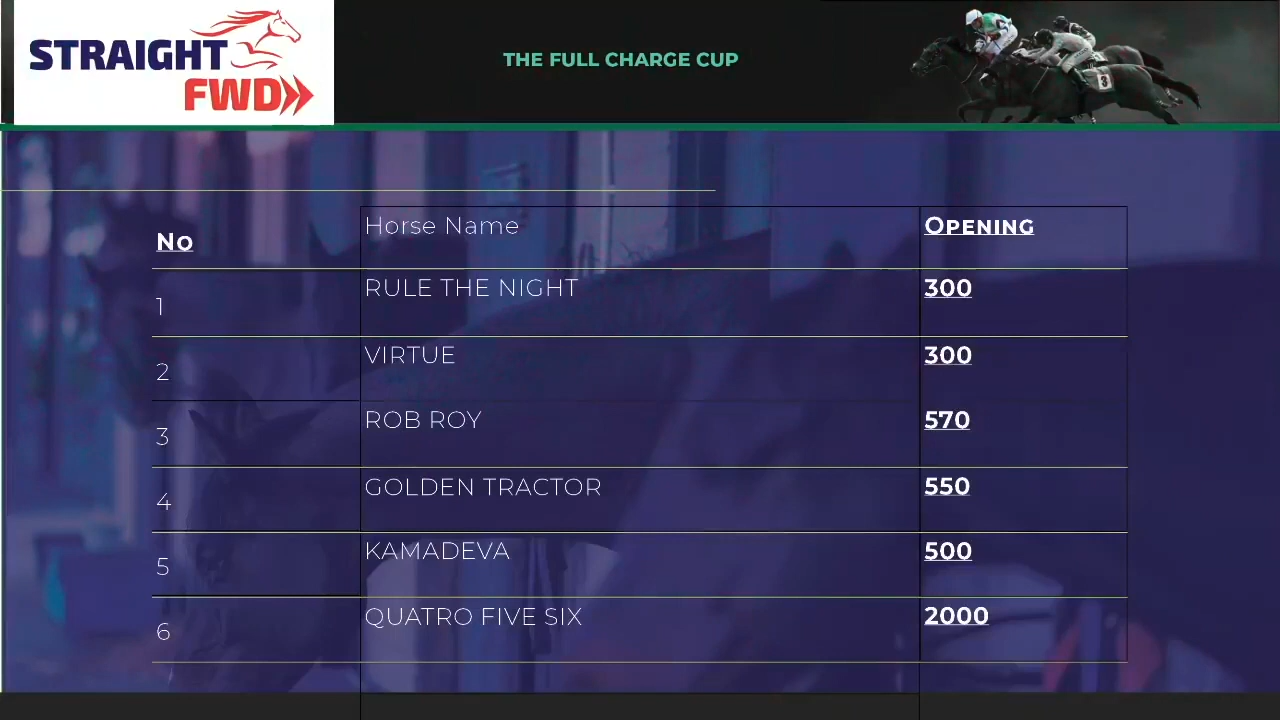 STRAIGHT
FWD
THE FULL CHARGE CUP
3
No Horse Name OPENING
1 RULE THE NIGHT 300
2 VIRTUE 300
3 ROB ROY 570
4 GOLDEN TRACTOR 550
5 KAMADEVA 500
6 QUATRO FIVE SIX 2000